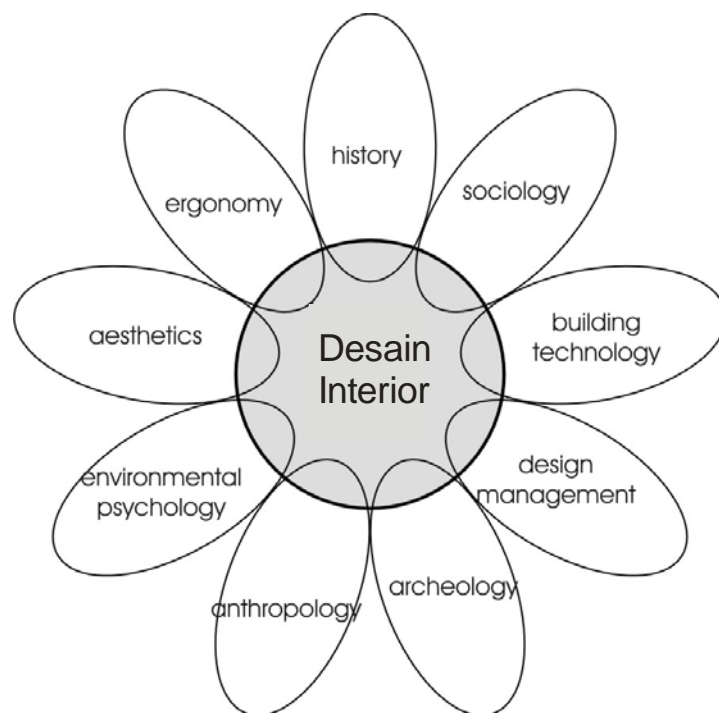 history
sociology
ergonomy
building
technology
aesthetics
Desain
Interior
design
management
environmental
psychology
archeology
anthropology